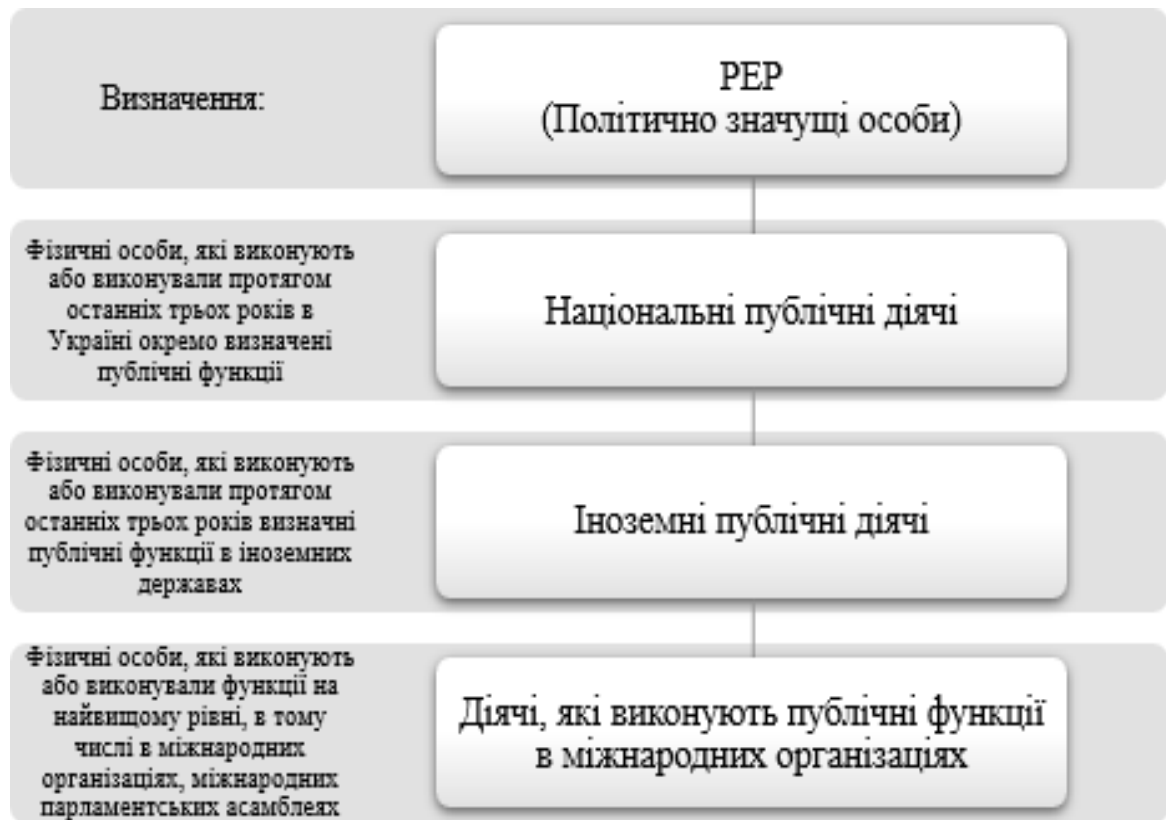 Визначення:
PEP
(Політично значущі особи)
Фізичні особи, які виконують
або виконували протягом
останніх трьох років в
Україні окремо визначені
публічні функції
Національні публічні діячі
Фізичні особи, які виконують
або виконували протягом
останніх трьох років визначні
публічні функції в іноземних
державах
Іноземні публічні діячі
Фізичні особи, які виконують
або виконували функції на
найвищому рівні, в тому
числі в міжнародних
організаціях, міжнародних
парламентських асамблеях
Діячі, які виконують публічні функції
в міжнародних організаціях